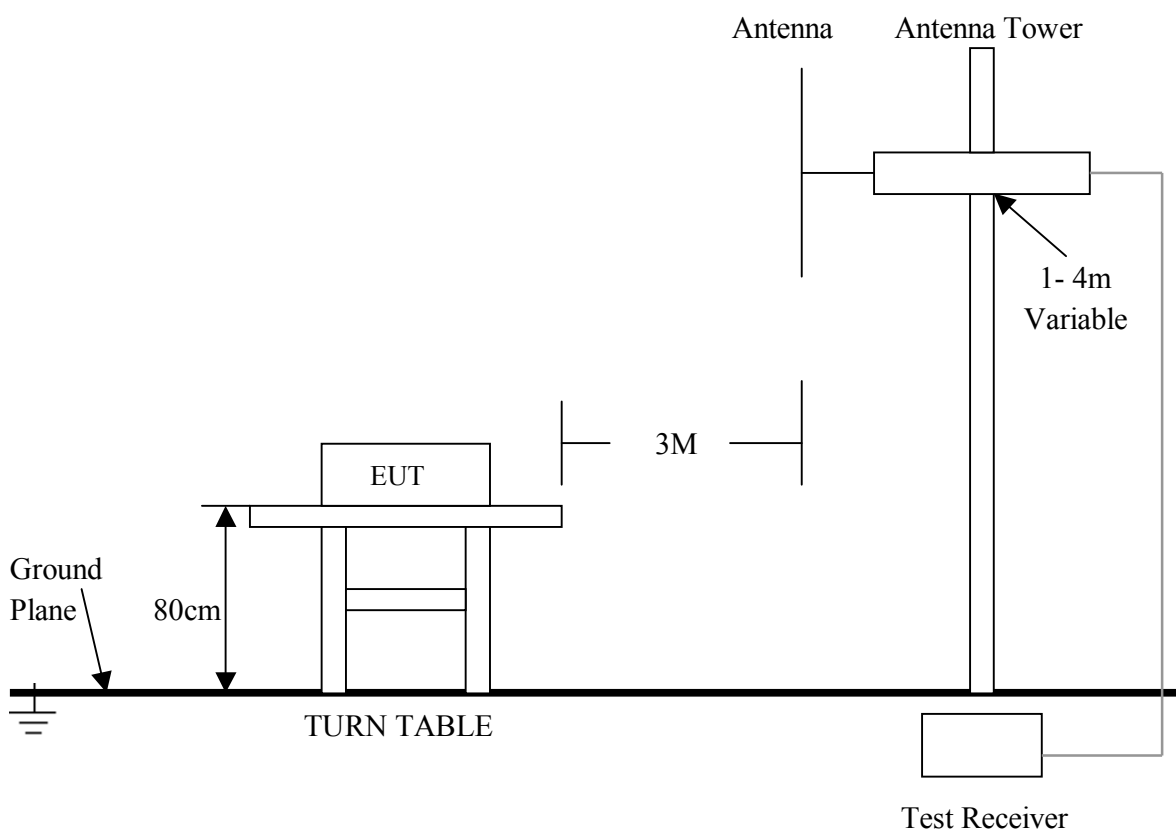 Antenna
Antenna Tower
1- 4m
Variable
3M
EUT
Ground
Plane
80cm
TURN TABLE
Test Receiver